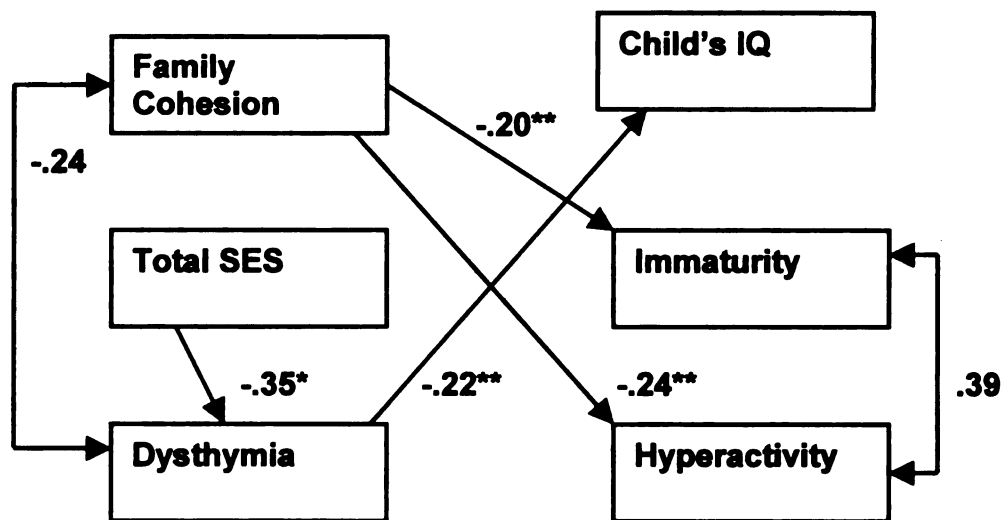 Family
Cohesion
Child's IQ
-.20**
-.24
Total SES
Immaturity
-.35*
-.22**
-.24**
.39
Dysthymia
Hyperactivity